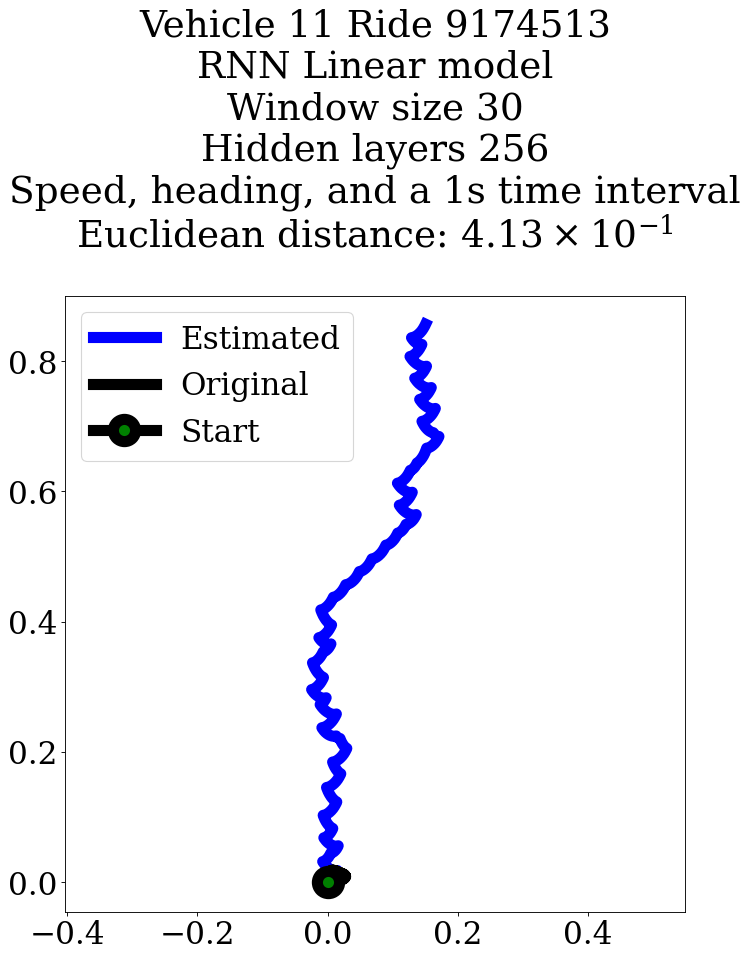 Vehicle 11 Ride 9174513
RNN Linear model
Window size 30
Hidden layers 256
Speed, heading, and a 1s time interval
Euclidean distance: 4.13 × 10⁻¹
Estimated
Original
Start
0.8
0.6
0.4
0.2
0.0
−0.4 −0.2 0.0 0.2 0.4